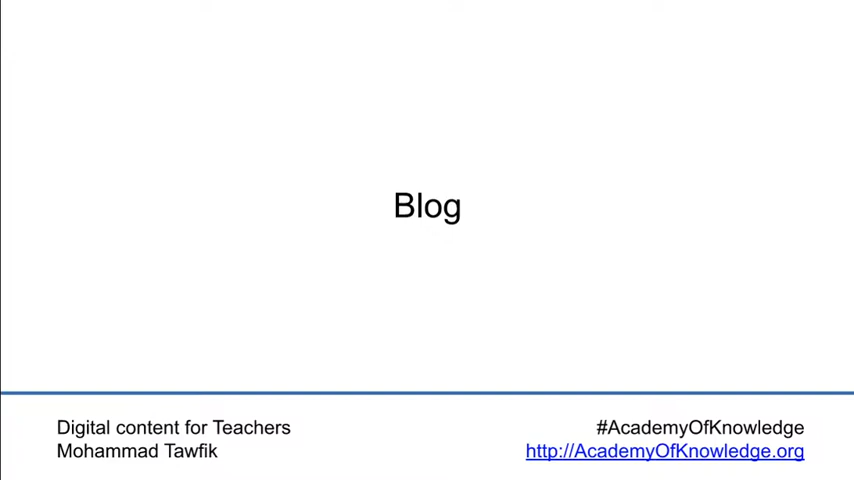 Blog
Digital content for Teachers
Mohammad Tawfik
#AcademyOfKnowledge
http://AcademyOfKnowledge.org